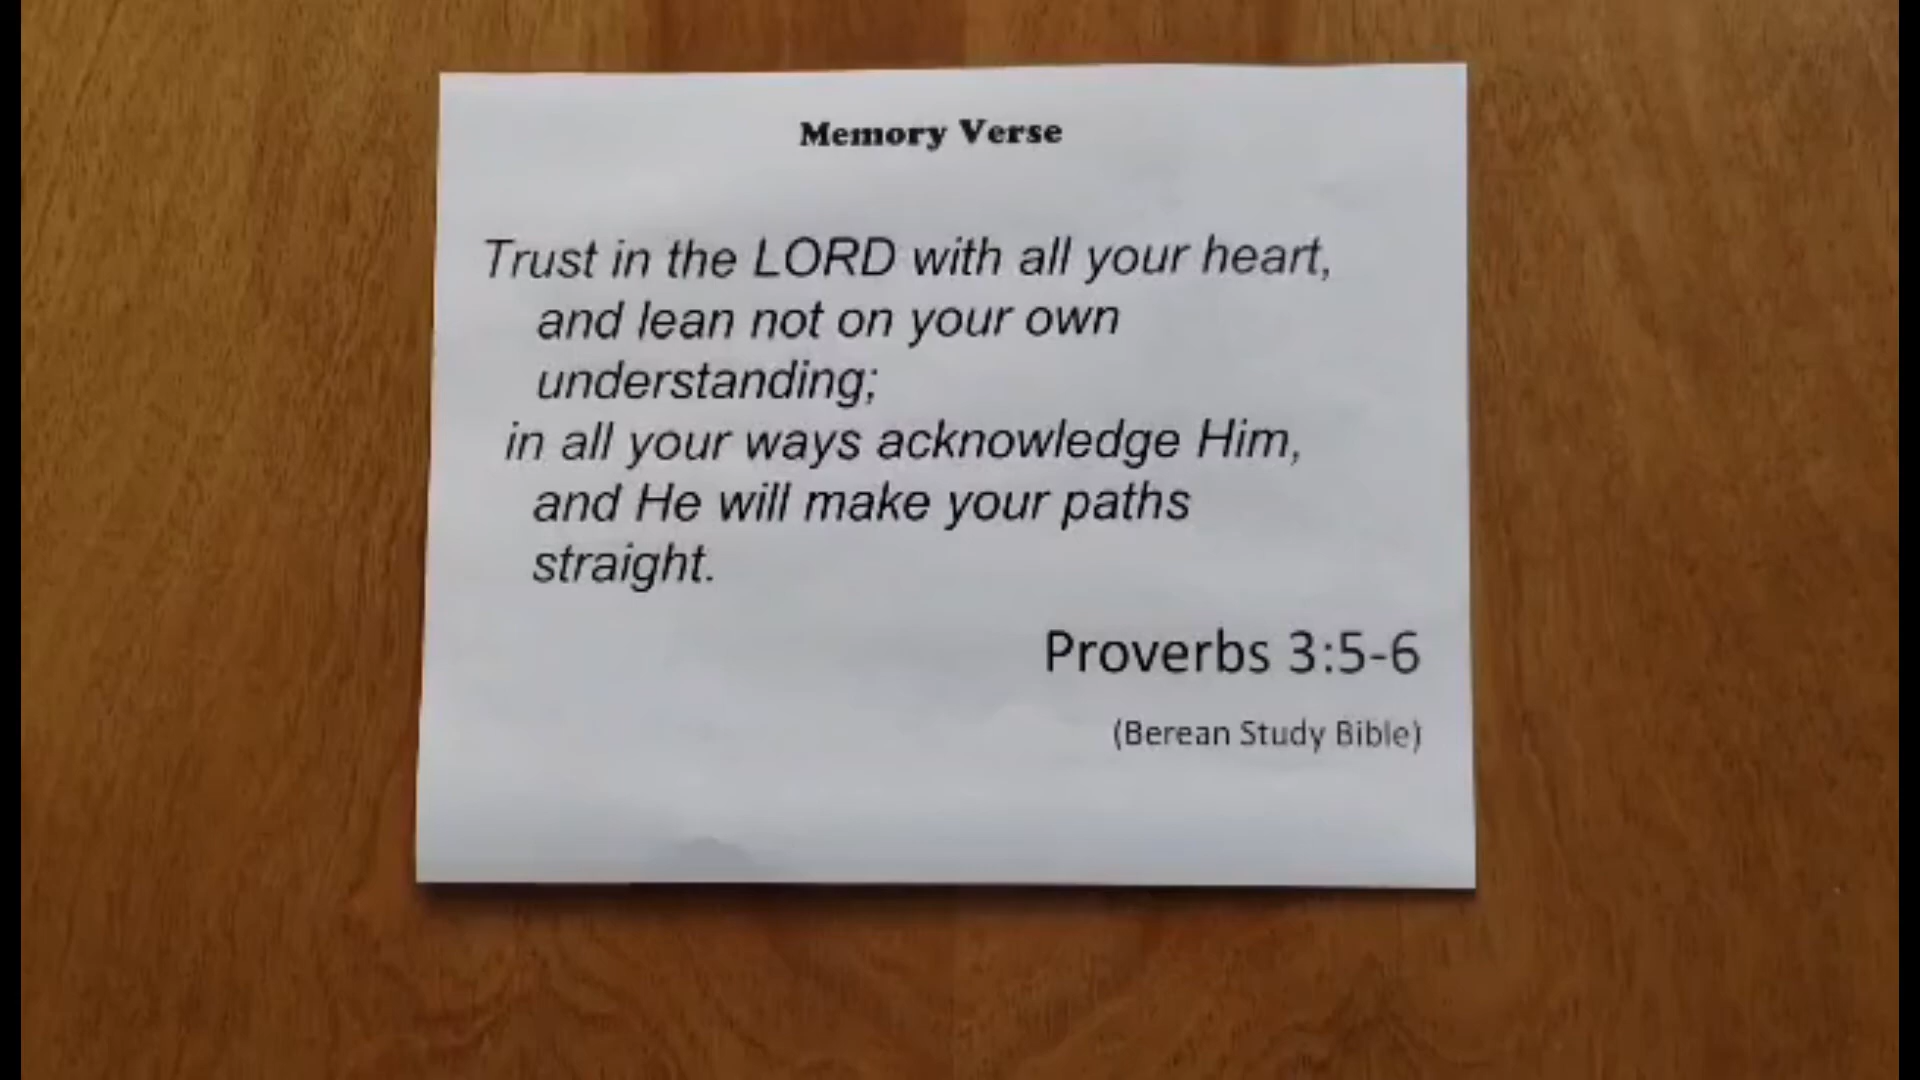 Memory Verse
Trust in the LORD with all your heart,
and lean not on your own
understanding;
in all your ways acknowledge Him,
and He will make your paths
straight.
Proverbs 3:5-6
(Berean Study Bible)